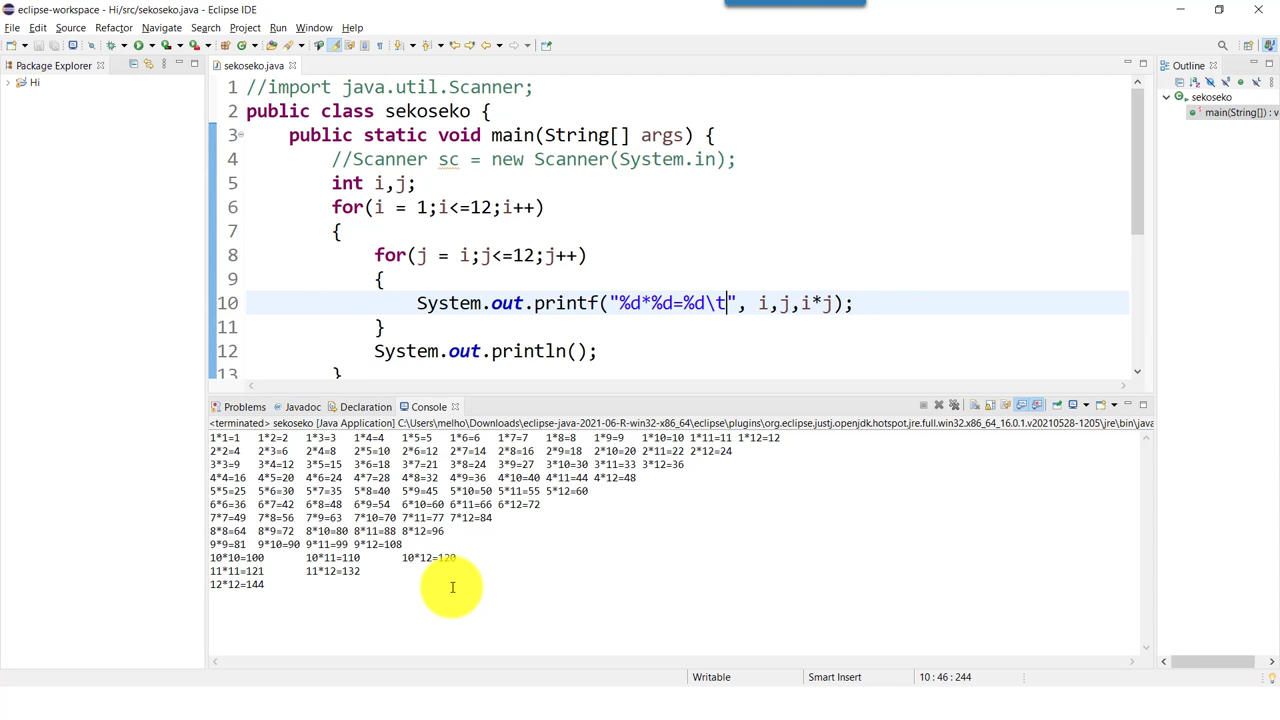 eclipse-workspace - Hi/src/sekoseko.java - Eclipse IDE
File Edit Source Refactor Navigate Search Project Run Window Help
Package Explorer
Hi
sekoseko.java
1 //import java.util.Scanner;
2 public class sekoseko {
3 public static void main(String[] args) {
4 //Scanner sc = new Scanner(System.in);
5 int i,j;
6 for(i = 1;i<=12;i++)
7 {
8 for(j = i;j<=12;j++)
9 {
10 System.out.printf("%d*%d=%d\t", i,j,i*j);
11 }
12 System.out.println();
13 }
Outline
sekoseko
main(String[]) : v
Problems Javadoc Declaration Console
<terminated> sekoseko [Java Application] C:\Users\melho\Downloads\eclipse-java-2021-06-R-win32-x86_64\eclipse\plugins\org.eclipse.justj.openjdk.hotspot.jre.full.win32.x86_64_16.0.1.v20210528-1205\jre\bin\java
1*1=1 1*2=2 1*3=3 1*4=4 1*5=5 1*6=6 1*7=7 1*8=8 1*9=9 1*10=10 1*11=11 1*12=12
2*2=4 2*3=6 2*4=8 2*5=10 2*6=12 2*7=14 2*8=16 2*9=18 2*10=20 2*11=22 2*12=24
3*3=9 3*4=12 3*5=15 3*6=18 3*7=21 3*8=24 3*9=27 3*10=30 3*11=33 3*12=36
4*4=16 4*5=20 4*6=24 4*7=28 4*8=32 4*9=36 4*10=40 4*11=44 4*12=48
5*5=25 5*6=30 5*7=35 5*8=40 5*9=45 5*10=50 5*11=55 5*12=60
6*6=36 6*7=42 6*8=48 6*9=54 6*10=60 6*11=66 6*12=72
7*7=49 7*8=56 7*9=63 7*10=70 7*11=77 7*12=84
8*8=64 8*9=72 8*10=80 8*11=88 8*12=96
9*9=81 9*10=90 9*11=99 9*12=108
10*10=100 10*11=110 10*12=120
11*11=121 11*12=132
12*12=144
Writable Smart Insert 10 : 46 : 244